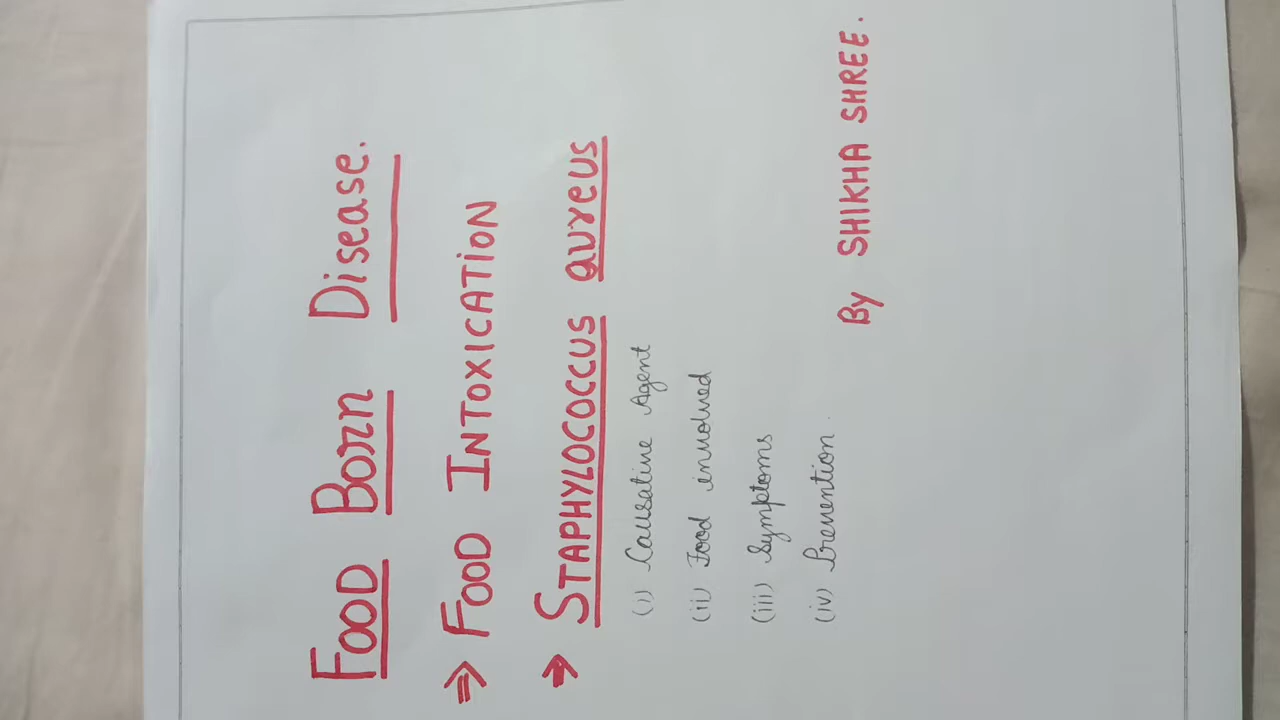 FOOD Born Disease.
⇒ FOOD INTOXICATION
→ STAPHYLOCOCCUS aureus
(i) Causative Agent
(ii) Food involved
(iii) Symptoms
(iv) Prevention.
By SHIKHA SHREE.